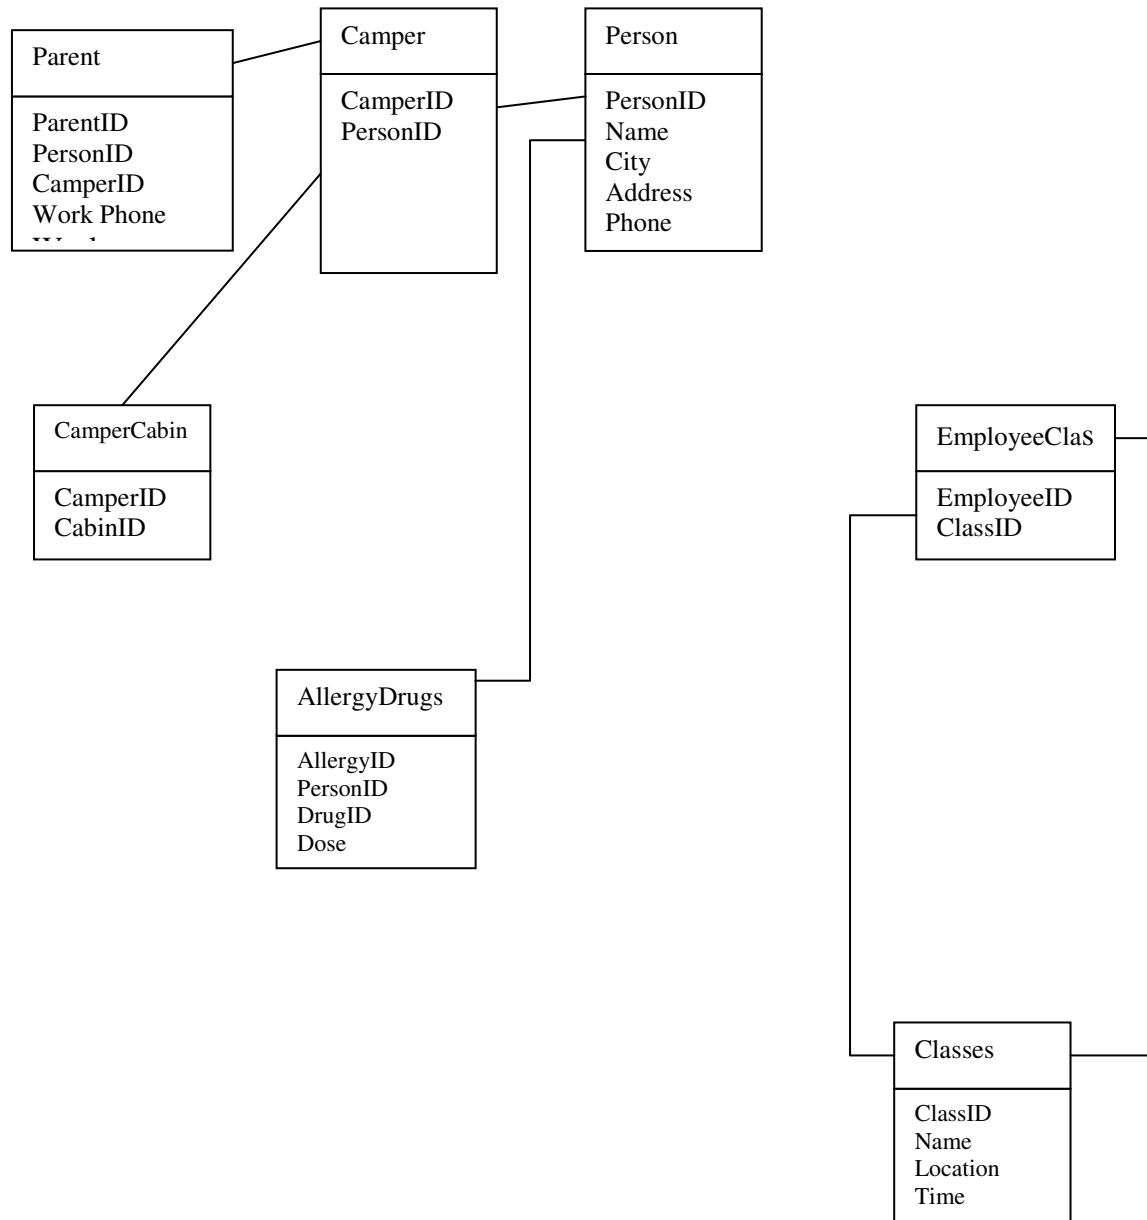 Parent
ParentID
PersonID
CamperID
Work Phone
Camper
CamperID
PersonID
Person
PersonID
Name
City
Address
Phone
CamperCabin
CamperID
CabinID
EmployeeClas
EmployeeID
ClassID
AllergyDrugs
AllergyID
PersonID
DrugID
Dose
Classes
ClassID
Name
Location
Time